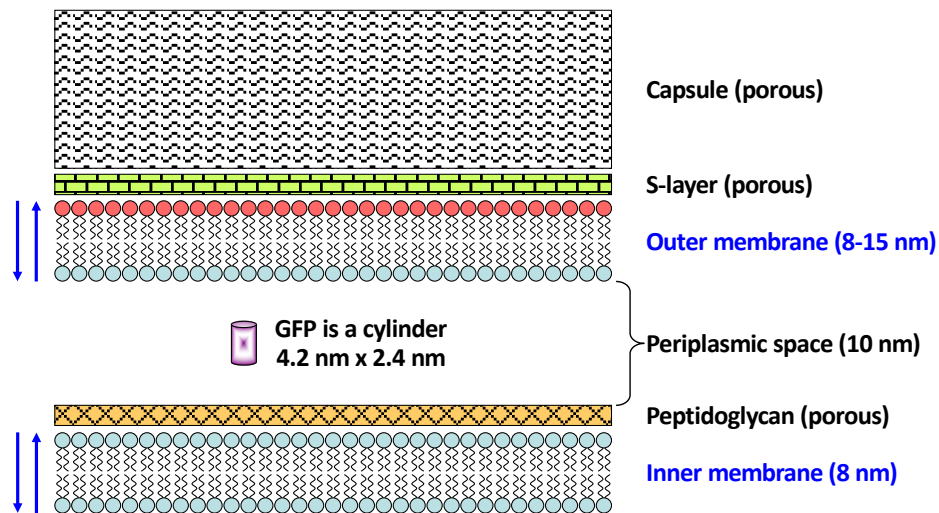 Capsule (porous)
S-layer (porous)
Outer membrane (8-15 nm)
GFP is a cylinder
4.2 nm x 2.4 nm
Periplasmic space (10 nm)
Peptidoglycan (porous)
Inner membrane (8 nm)